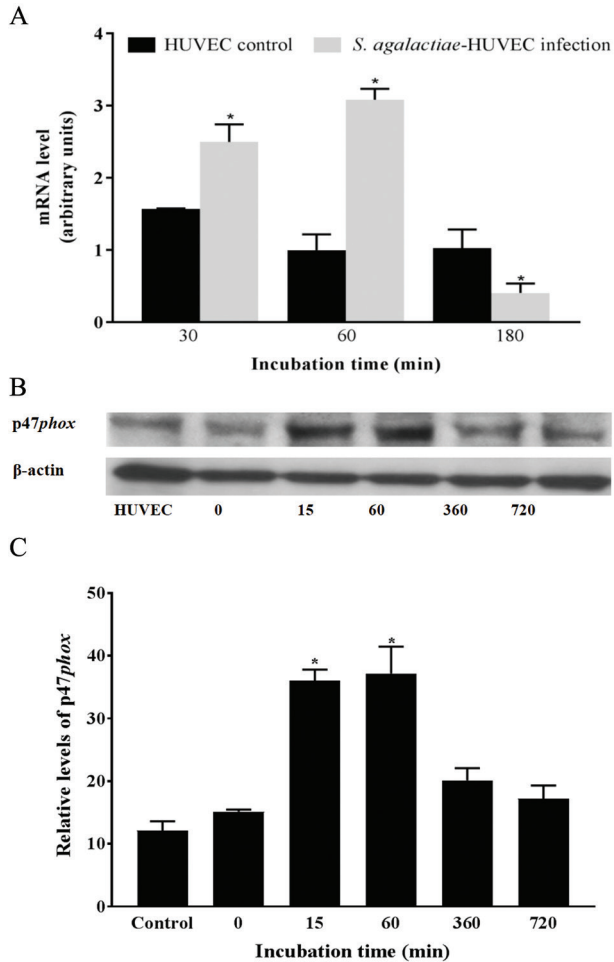 A
HUVEC control
S. agalactiae-HUVEC infection
mRNA level
(arbitrary units)
4
3
2
1
0
*
*
*
30 60 180
Incubation time (min)
B
p47phox
β-actin
HUVEC 0 15 60 360 720
C
Relative levels of p47phox
50
40
30
20
10
0
*
*
Control 0 15 60 360 720
Incubation time (min)